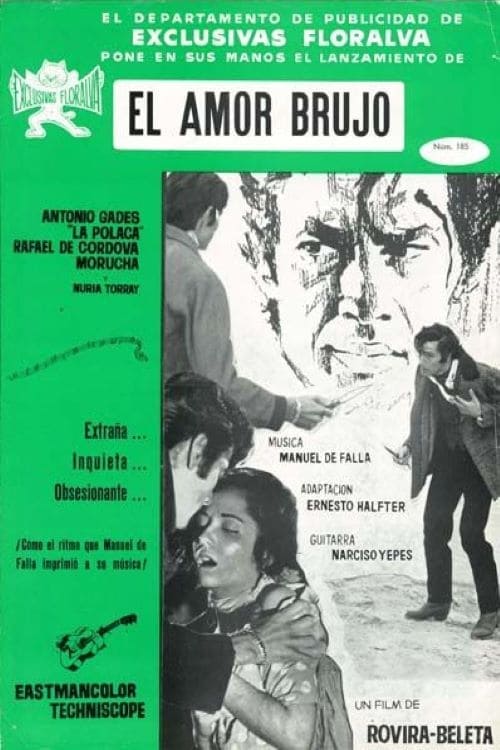 EL DEPARTAMENTO DE PUBLICIDAD DE
EXCLUSIVAS FLORALVA
PONE EN SUS MANOS EL LANZAMIENTO DE
EXCLUSIVAS FLORALVA
EL AMOR BRUJO
Núm. 185
ANTONIO GADES
"LA POLACA"
RAFAEL DE CORDOVA
MORUCHA
Y
NURIA TORRAY
Extraña ...
Inquieta ...
Obsesionante ...
¡Como el ritmo que Manuel de
Falla imprimió a su música!
EASTMANCOLOR
TECHNISCOPE
MUSICA
MANUEL DE FALLA
ADAPTACION
ERNESTO HALFTER
GUITARRA
NARCISO YEPES
UN FILM DE
ROVIRA-BELETA